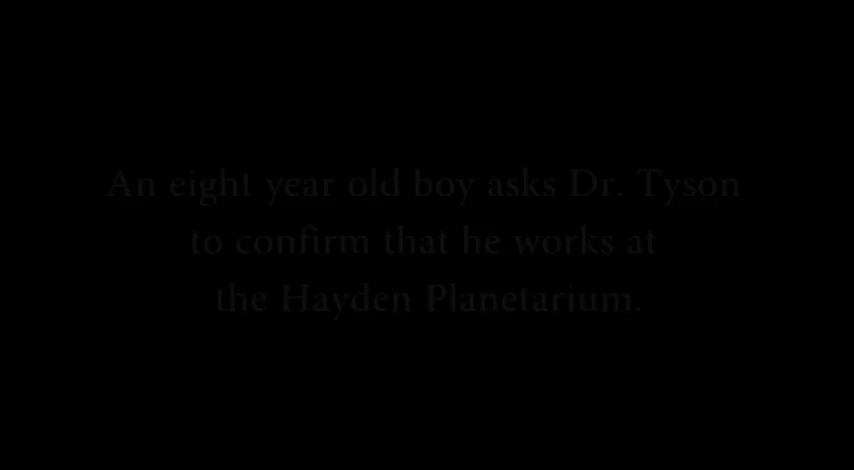 An eight year old boy asks Dr. Tyson
to confirm that he works at
the Hayden Planetarium.